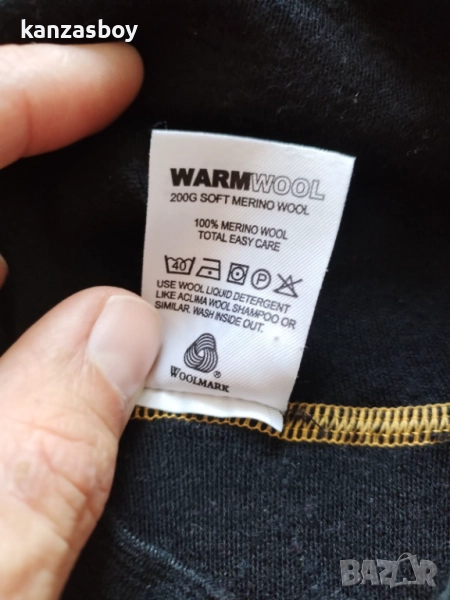 kanzasboy
WARMWOOL
200G SOFT MERINO WOOL
100% MERINO WOOL
TOTAL EASY CARE
40 P
USE WOOL LIQUID DETERGENT
LIKE ACLIMA WOOL SHAMPOO OR
SIMILAR. WASH INSIDE OUT.
®
WOOLMARK
BAZAR